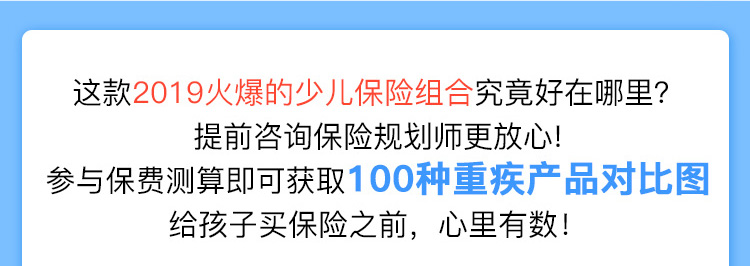 这款2019火爆的少儿保险组合究竟好在哪里?
提前咨询保险规划师更放心!
参与保费测算即可获取100种重疾产品对比图
给孩子买保险之前，心里有数!